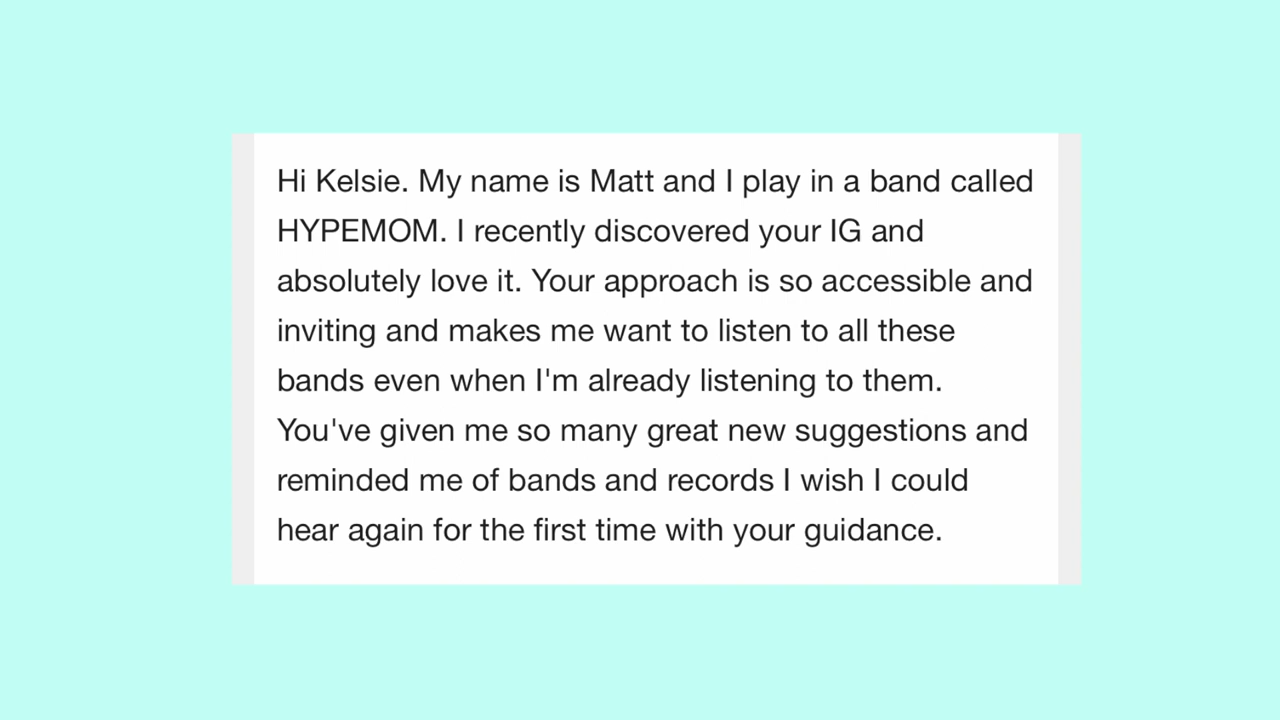 Hi Kelsie. My name is Matt and I play in a band called
HYPEMOM. I recently discovered your IG and
absolutely love it. Your approach is so accessible and
inviting and makes me want to listen to all these
bands even when I'm already listening to them.
You've given me so many great new suggestions and
reminded me of bands and records I wish I could
hear again for the first time with your guidance.